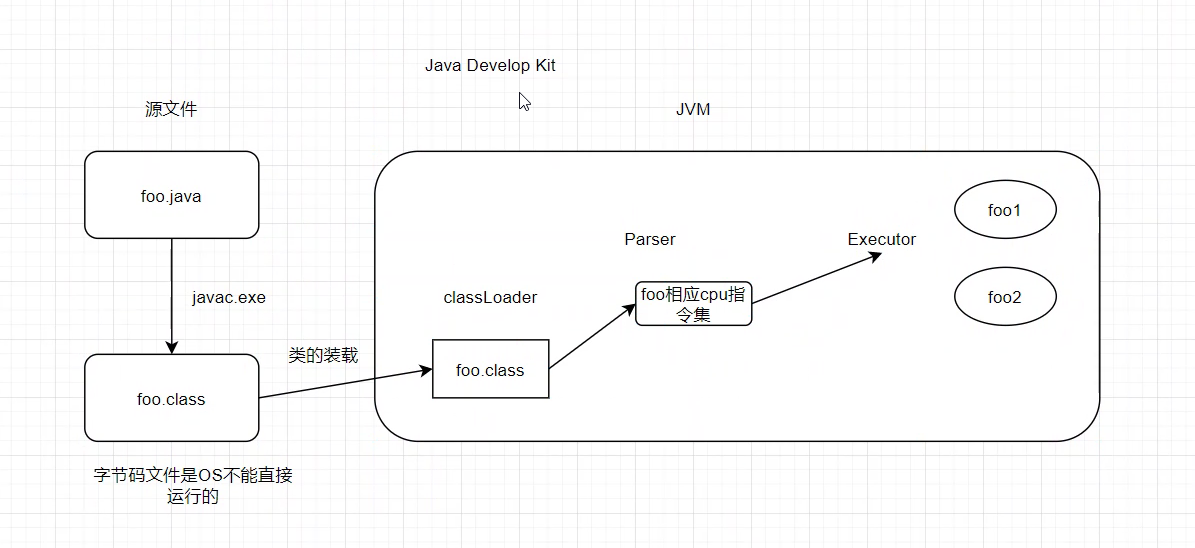 Java Develop Kit
源文件
JVM
foo.java
foo1
Parser
Executor
javac.exe
classLoader
foo相应cpu指
令集
foo2
类的装载
foo.class
foo.class
字节码文件是OS不能直接
运行的